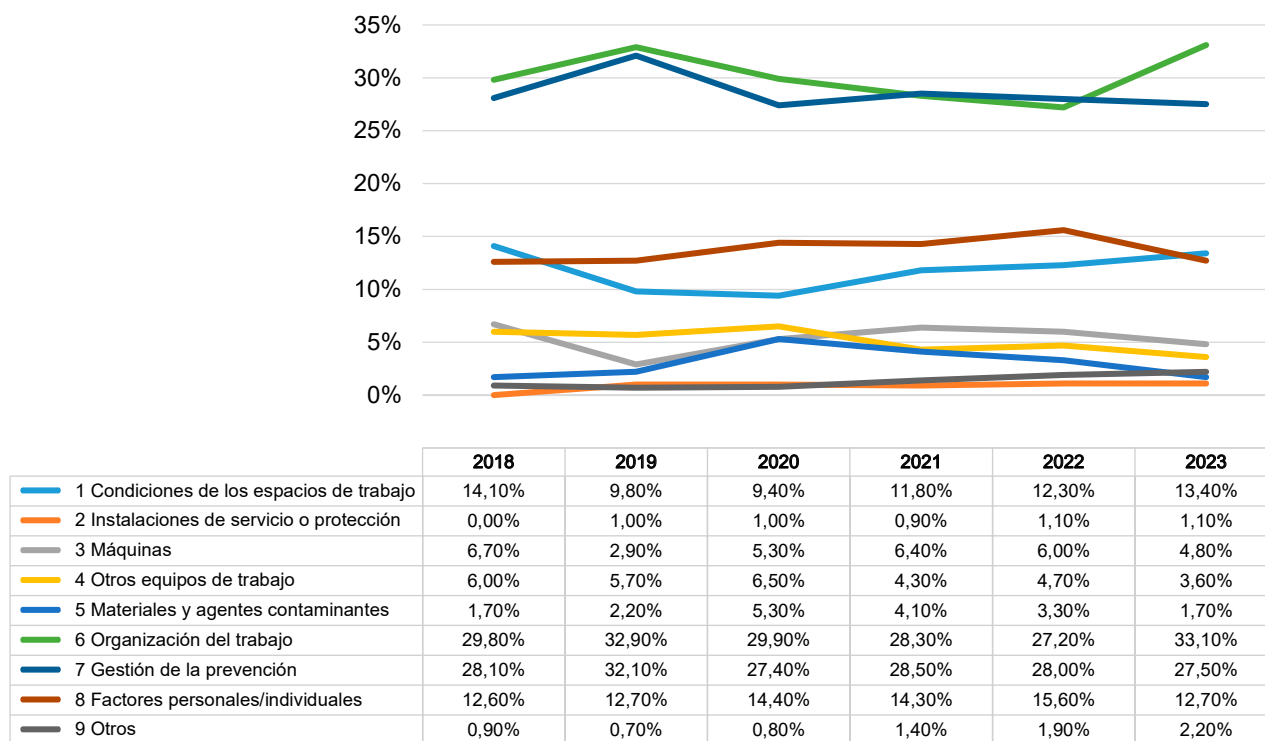 35%
30%
25%
20%
15%
10%
5%
0%
2018 2019 2020 2021 2022 2023
1 Condiciones de los espacios de trabajo 14,10% 9,80% 9,40% 11,80% 12,30% 13,40%
2 Instalaciones de servicio o protección 0,00% 1,00% 1,00% 0,90% 1,10% 1,10%
3 Máquinas 6,70% 2,90% 5,30% 6,40% 6,00% 4,80%
4 Otros equipos de trabajo 6,00% 5,70% 6,50% 4,30% 4,70% 3,60%
5 Materiales y agentes contaminantes 1,70% 2,20% 5,30% 4,10% 3,30% 1,70%
6 Organización del trabajo 29,80% 32,90% 29,90% 28,30% 27,20% 33,10%
7 Gestión de la prevención 28,10% 32,10% 27,40% 28,50% 28,00% 27,50%
8 Factores personales/individuales 12,60% 12,70% 14,40% 14,30% 15,60% 12,70%
9 Otros 0,90% 0,70% 0,80% 1,40% 1,90% 2,20%